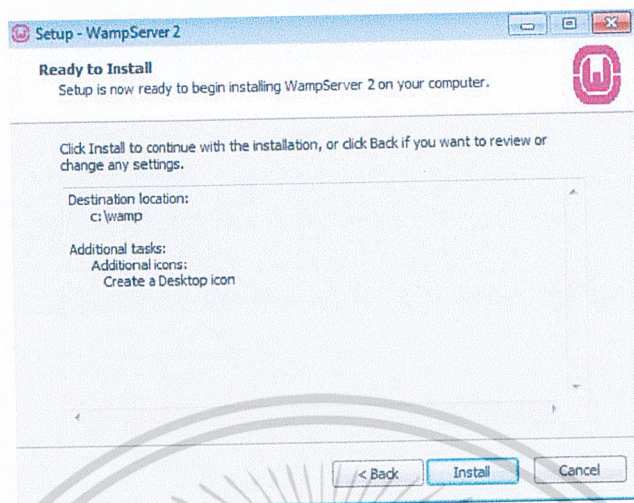 Setup - WampServer 2
Ready to Install
Setup is now ready to begin installing WampServer 2 on your computer.
Click Install to continue with the installation, or click Back if you want to review or
change any settings.
Destination location:
c:\wamp
Additional tasks:
Additional icons:
Create a Desktop icon
< Back
Install
Cancel